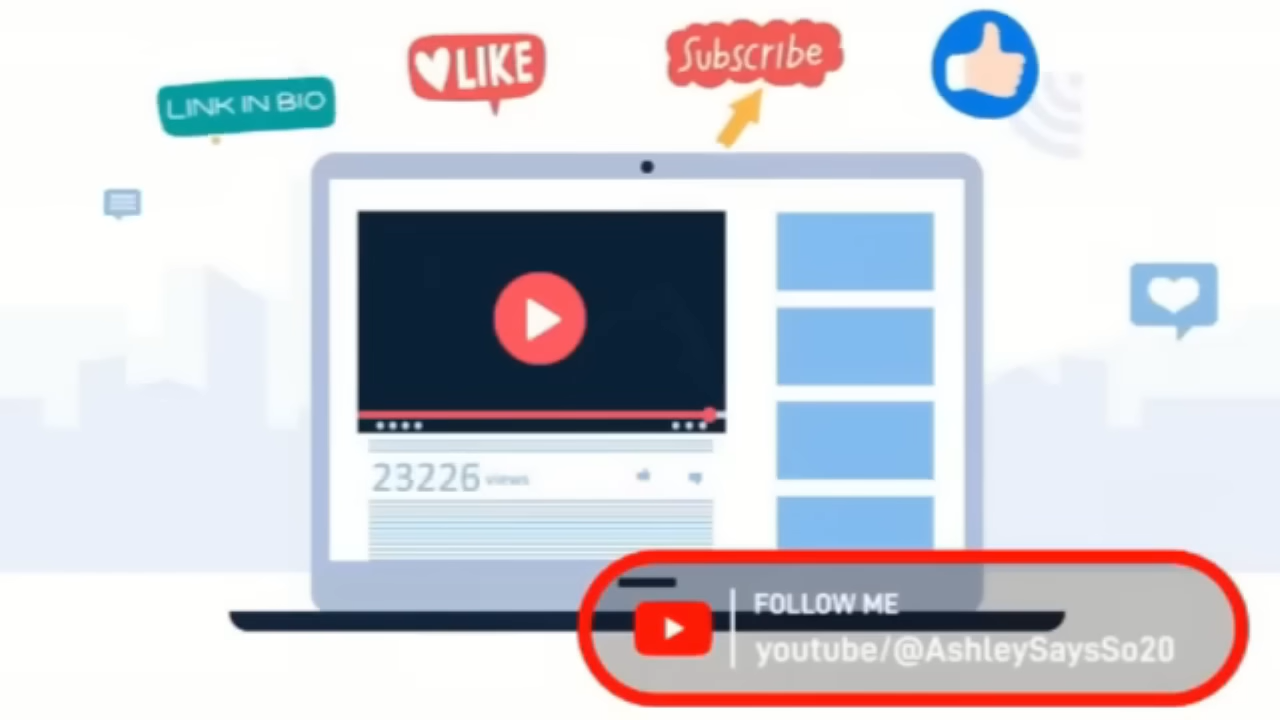 LINK IN BIO
LIKE
Subscribe
23226 views
FOLLOW ME
youtube/@AshleySaysSo20